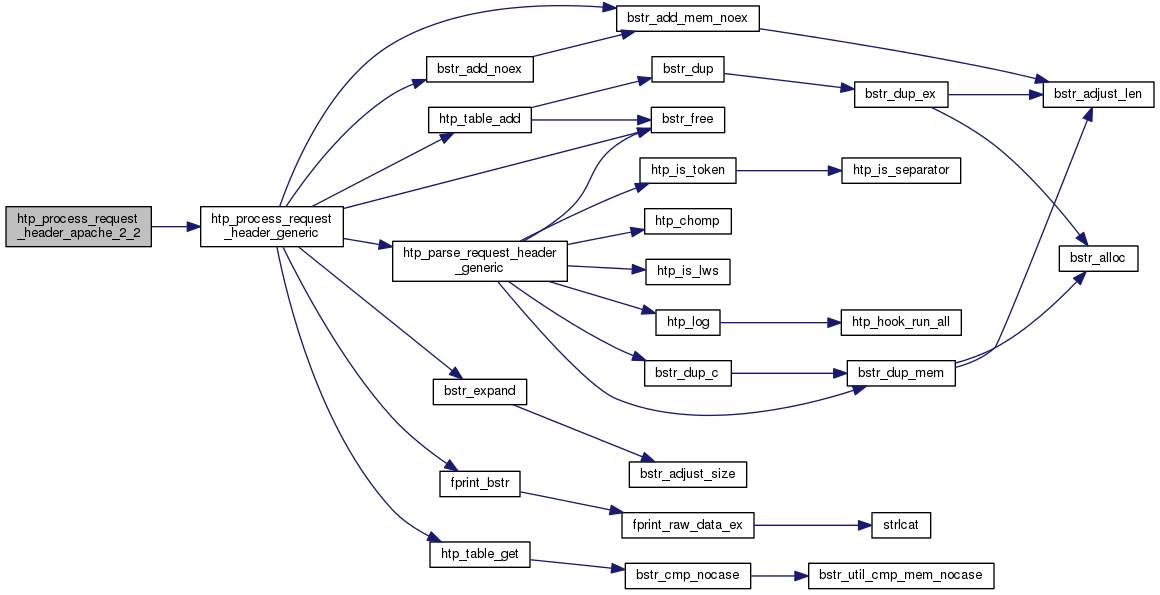 htp_process_request
_header_apache_2_2
htp_process_request
_header_generic
bstr_add_mem_noex
bstr_add_noex
htp_table_add
bstr_dup
bstr_free
bstr_dup_ex
bstr_adjust_len
htp_is_token
htp_is_separator
htp_chomp
htp_parse_request_header
_generic
htp_is_lws
bstr_alloc
htp_log
htp_hook_run_all
bstr_dup_c
bstr_dup_mem
bstr_expand
bstr_adjust_size
fprint_bstr
fprint_raw_data_ex
strlcat
htp_table_get
bstr_cmp_nocase
bstr_util_cmp_mem_nocase